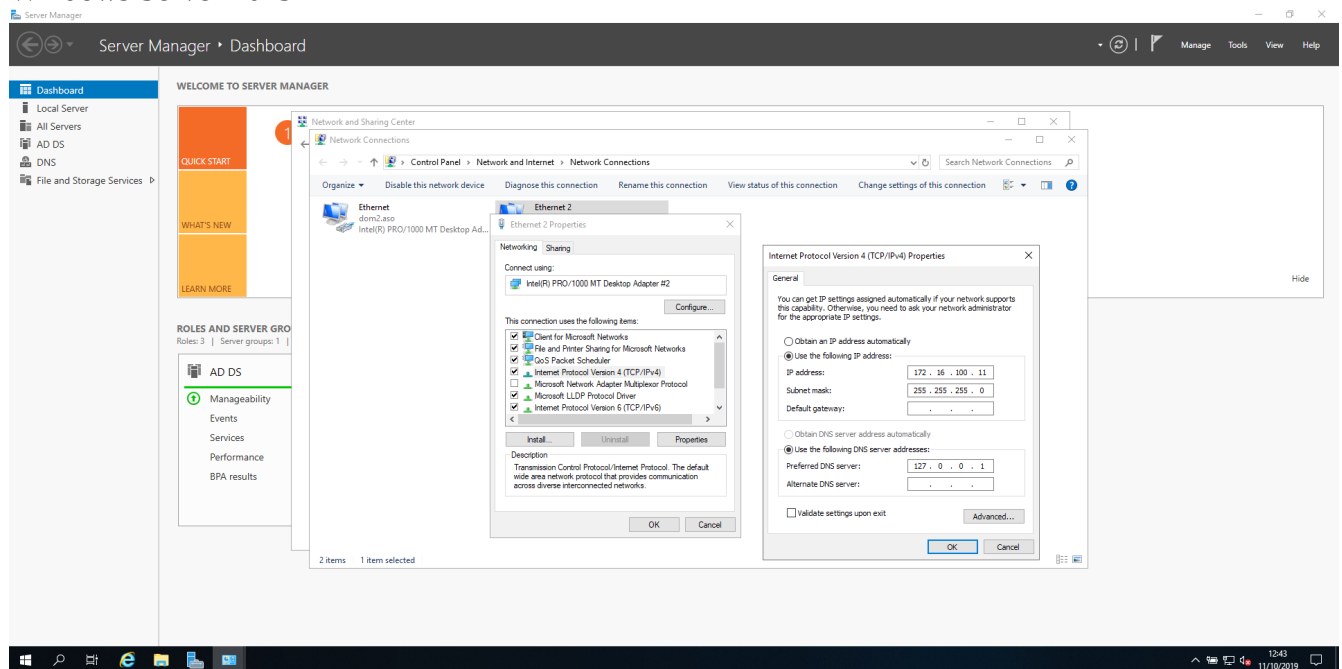 Server Manager
Server Manager • Dashboard
Manage Tools View Help
Dashboard
Local Server
All Servers
AD DS
DNS
File and Storage Services
WELCOME TO SERVER MANAGER
QUICK START
WHAT'S NEW
LEARN MORE
1
Hide
ROLES AND SERVER GRO
Roles: 3 | Server groups: 1 |
AD DS
Manageability
Events
Services
Performance
BPA results
Network and Sharing Center
Network Connections
Control Panel > Network and Internet > Network Connections
Search Network Connections
Organize Disable this network device Diagnose this connection Rename this connection View status of this connection Change settings of this connection
Ethernet
dom2.aso
Intel(R) PRO/1000 MT Desktop Ad...
Ethernet 2
2 items 1 item selected
Ethernet 2 Properties
Networking Sharing
Connect using:
Intel(R) PRO/1000 MT Desktop Adapter #2
Configure...
This connection uses the following items:
Client for Microsoft Networks
File and Printer Sharing for Microsoft Networks
QoS Packet Scheduler
Internet Protocol Version 4 (TCP/IPv4)
Microsoft Network Adapter Multiplexor Protocol
Microsoft LLDP Protocol Driver
Internet Protocol Version 6 (TCP/IPv6)
Install... Uninstall Properties
Description
Transmission Control Protocol/Internet Protocol. The default
wide area network protocol that provides communication
across diverse interconnected networks.
OK Cancel
Internet Protocol Version 4 (TCP/IPv4) Properties
General
You can get IP settings assigned automatically if your network supports
this capability. Otherwise, you need to ask your network administrator
for the appropriate IP settings.
Obtain an IP address automatically
Use the following IP address:
IP address: 172 . 16 . 100 . 11
Subnet mask: 255 . 255 . 255 . 0
Default gateway: . . .
Obtain DNS server address automatically
Use the following DNS server addresses:
Preferred DNS server: 127 . 0 . 0 . 1
Alternate DNS server: . . .
Validate settings upon exit
Advanced...
OK Cancel
12:43
11/10/2019